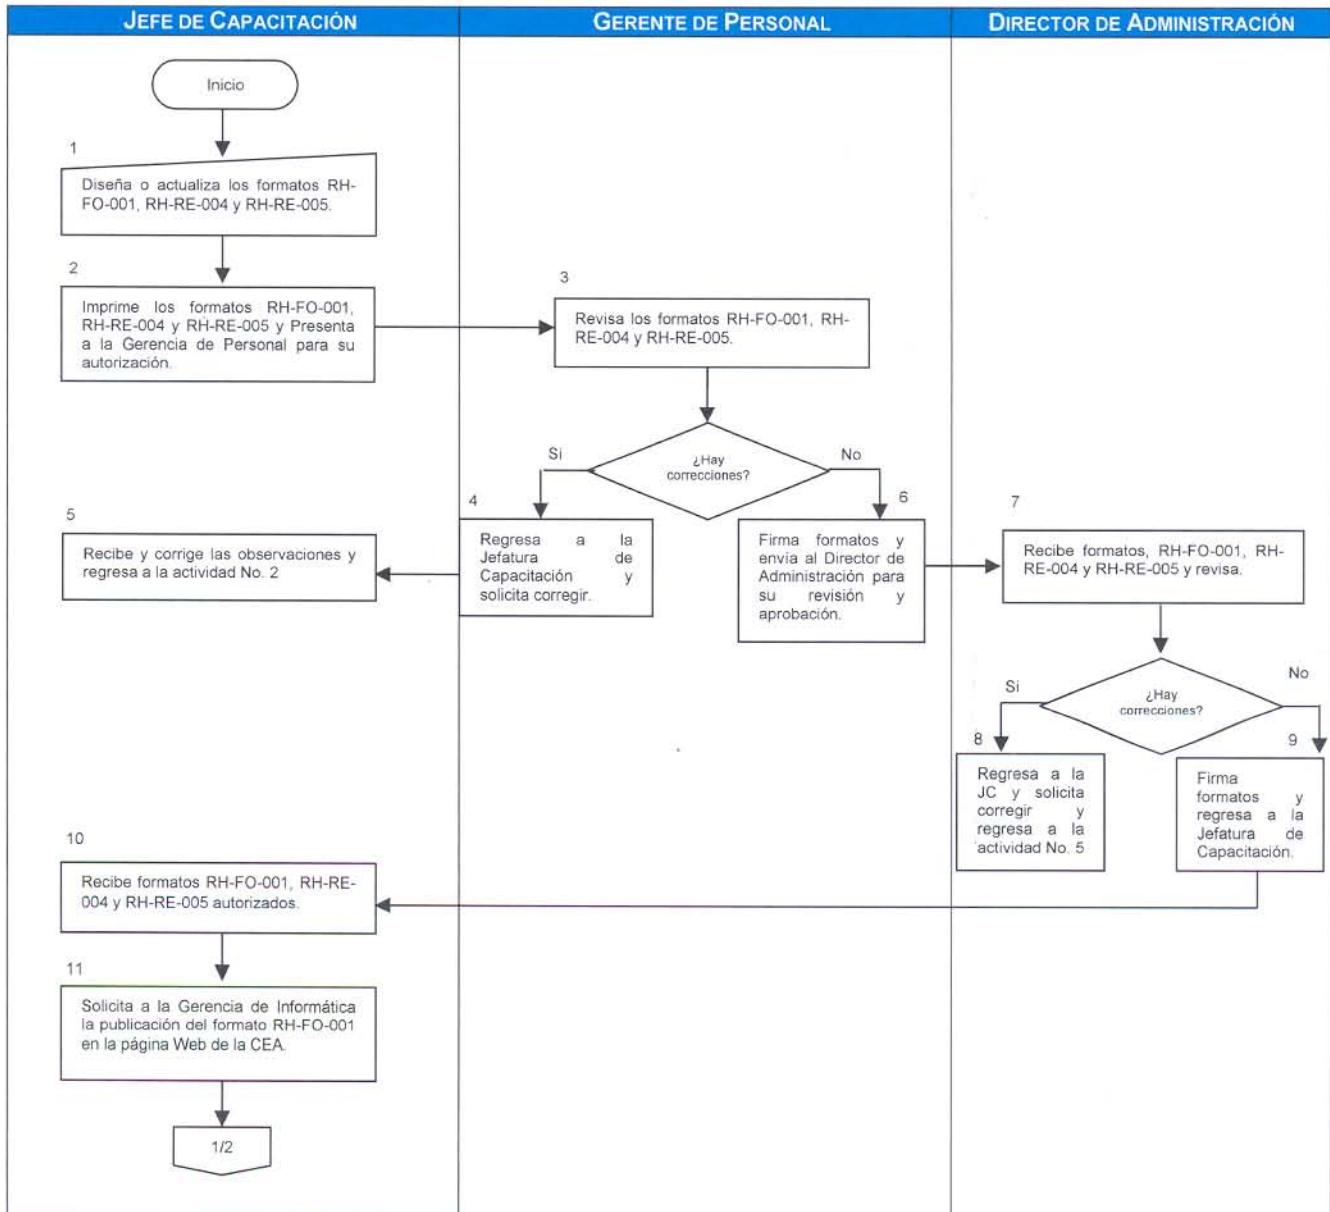 JEFE DE CAPACITACIÓN
GERENTE DE PERSONAL
DIRECTOR DE ADMINISTRACIÓN
Inicio
1
Diseña o actualiza los formatos RH-
FO-001, RH-RE-004 y RH-RE-005.
2
Imprime los formatos RH-FO-001,
RH-RE-004 y RH-RE-005 y Presenta
a la Gerencia de Personal para su
autorización.
3
Revisa los formatos RH-FO-001, RH-
RE-004 y RH-RE-005.
¿Hay
correcciones?
Si
No
4
Regresa a la
Jefatura de
Capacitación y
solicita corregir.
5
Recibe y corrige las observaciones y
regresa a la actividad No. 2
6
Firma formatos y
envía al Director de
Administración para
su revisión y
aprobación.
7
Recibe formatos, RH-FO-001, RH-
RE-004 y RH-RE-005 y revisa.
¿Hay
correcciones?
Si
No
8
Regresa a la
JC y solicita
corregir y
regresa a la
actividad No. 5
9
Firma
formatos y
regresa a la
Jefatura de
Capacitación.
10
Recibe formatos RH-FO-001, RH-RE-
004 y RH-RE-005 autorizados.
11
Solicita a la Gerencia de Informática
la publicación del formato RH-FO-001
en la página Web de la CEA.
1/2